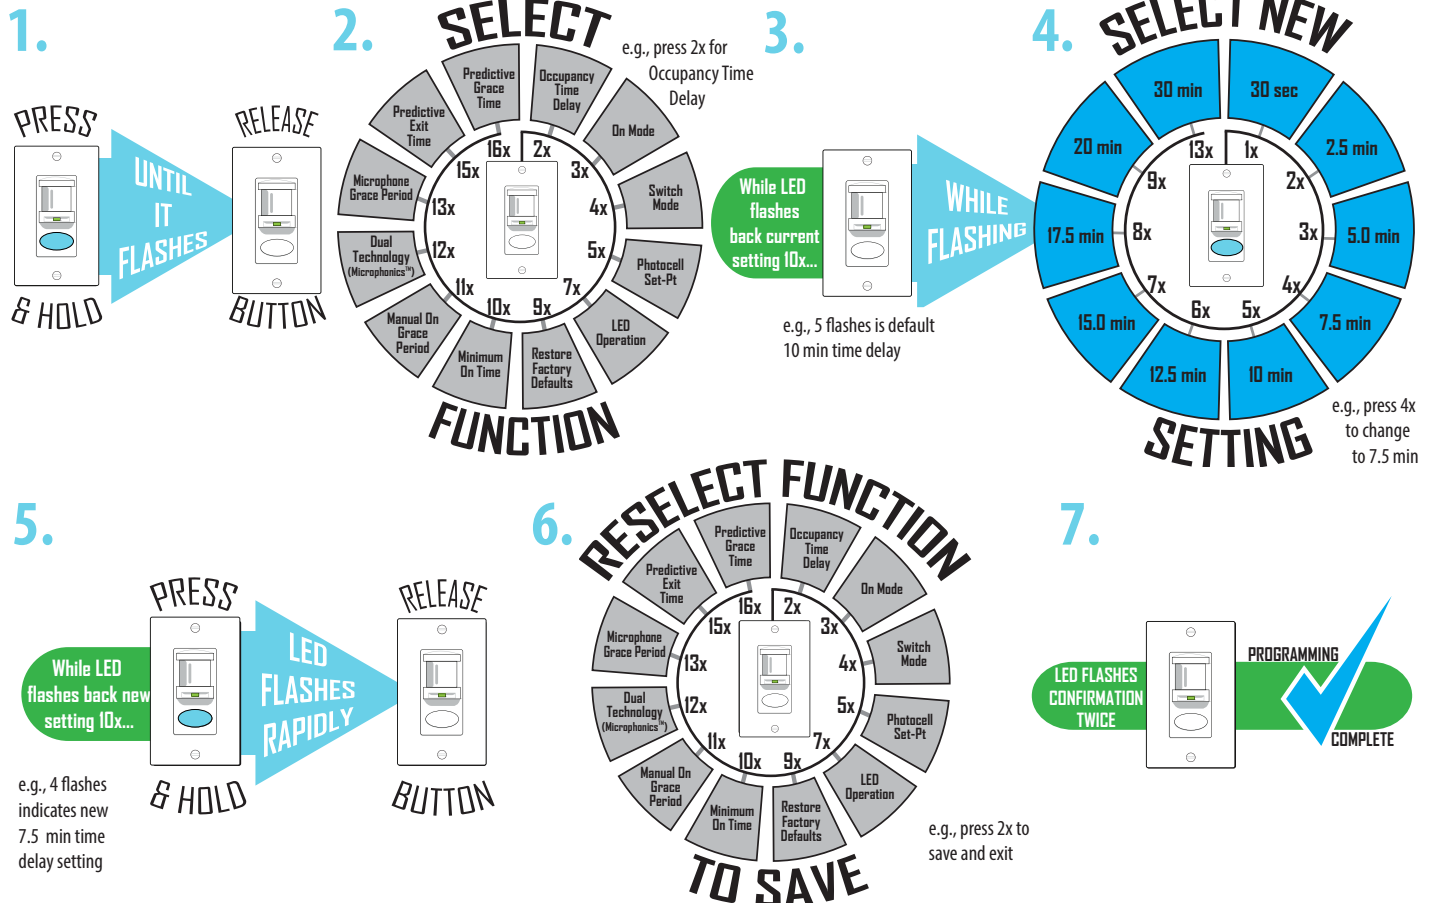 1.
PRESS
& HOLD
UNTIL
IT
FLASHES
RELEASE
BUTTON
2.
SELECT
FUNCTION
e.g., press 2x for
Occupancy Time
Delay
Occupancy
Time
Delay
2x
On Mode
3x
Switch
Mode
4x
Photocell
Set-Pt
5x
LED
Operation
7x
Restore
Factory
Defaults
9x
Minimum
On Time
10x
Manual On
Grace
Period
11x
Dual
Technology
(Microphonics™)
12x
Microphone
Grace Period
13x
Predictive
Exit
Time
15x
Predictive
Grace
Time
16x
3.
While LED
flashes
back current
setting 10x...
WHILE
FLASHING
e.g., 5 flashes is default
10 min time delay
4.
SELECT NEW
SETTING
30 sec
1x
2.5 min
2x
5.0 min
3x
7.5 min
4x
10 min
5x
12.5 min
6x
15.0 min
7x
17.5 min
8x
20 min
9x
30 min
13x
e.g., press 4x
to change
to 7.5 min
5.
While LED
flashes back new
setting 10x...
PRESS
& HOLD
LED
FLASHES
RAPIDLY
RELEASE
BUTTON
e.g., 4 flashes
indicates new
7.5 min time
delay setting
6.
RESELECT FUNCTION
TO SAVE
Occupancy
Time
Delay
2x
On Mode
3x
Switch
Mode
4x
Photocell
Set-Pt
5x
LED
Operation
7x
Restore
Factory
Defaults
9x
Minimum
On Time
10x
Manual On
Grace
Period
11x
Dual
Technology
(Microphonics™)
12x
Microphone
Grace Period
13x
Predictive
Exit
Time
15x
Predictive
Grace
Time
16x
e.g., press 2x to
save and exit
7.
LED FLASHES
CONFIRMATION
TWICE
PROGRAMMING
COMPLETE